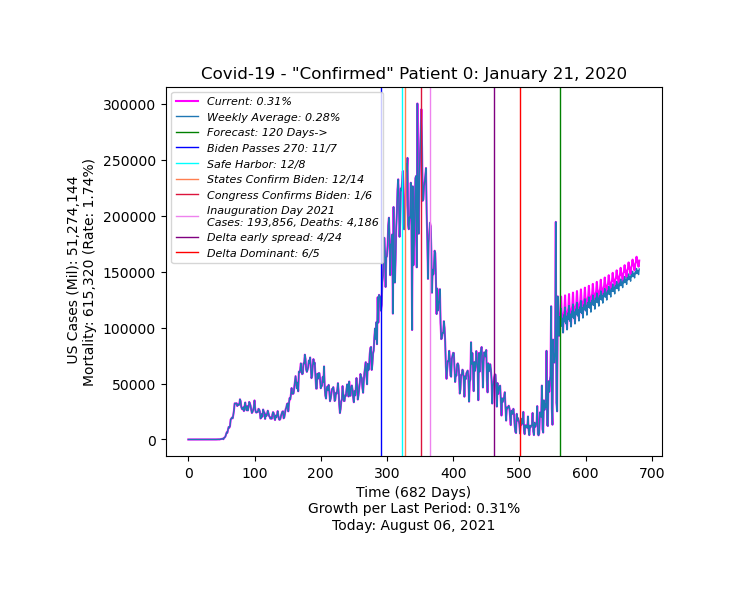 Covid-19 - "Confirmed" Patient 0: January 21, 2020
Current: 0.31%
Weekly Average: 0.28%
Forecast: 120 Days->
Biden Passes 270: 11/7
Safe Harbor: 12/8
States Confirm Biden: 12/14
Congress Confirms Biden: 1/6
Inauguration Day 2021
Cases: 193,856, Deaths: 4,186
Delta early spread: 4/24
Delta Dominant: 6/5
US Cases (Mil): 51,274,144
Mortality: 615,320 (Rate: 1.74%)
300000
250000
200000
150000
100000
50000
0
0 100 200 300 400 500 600 700
Time (682 Days)
Growth per Last Period: 0.31%
Today: August 06, 2021